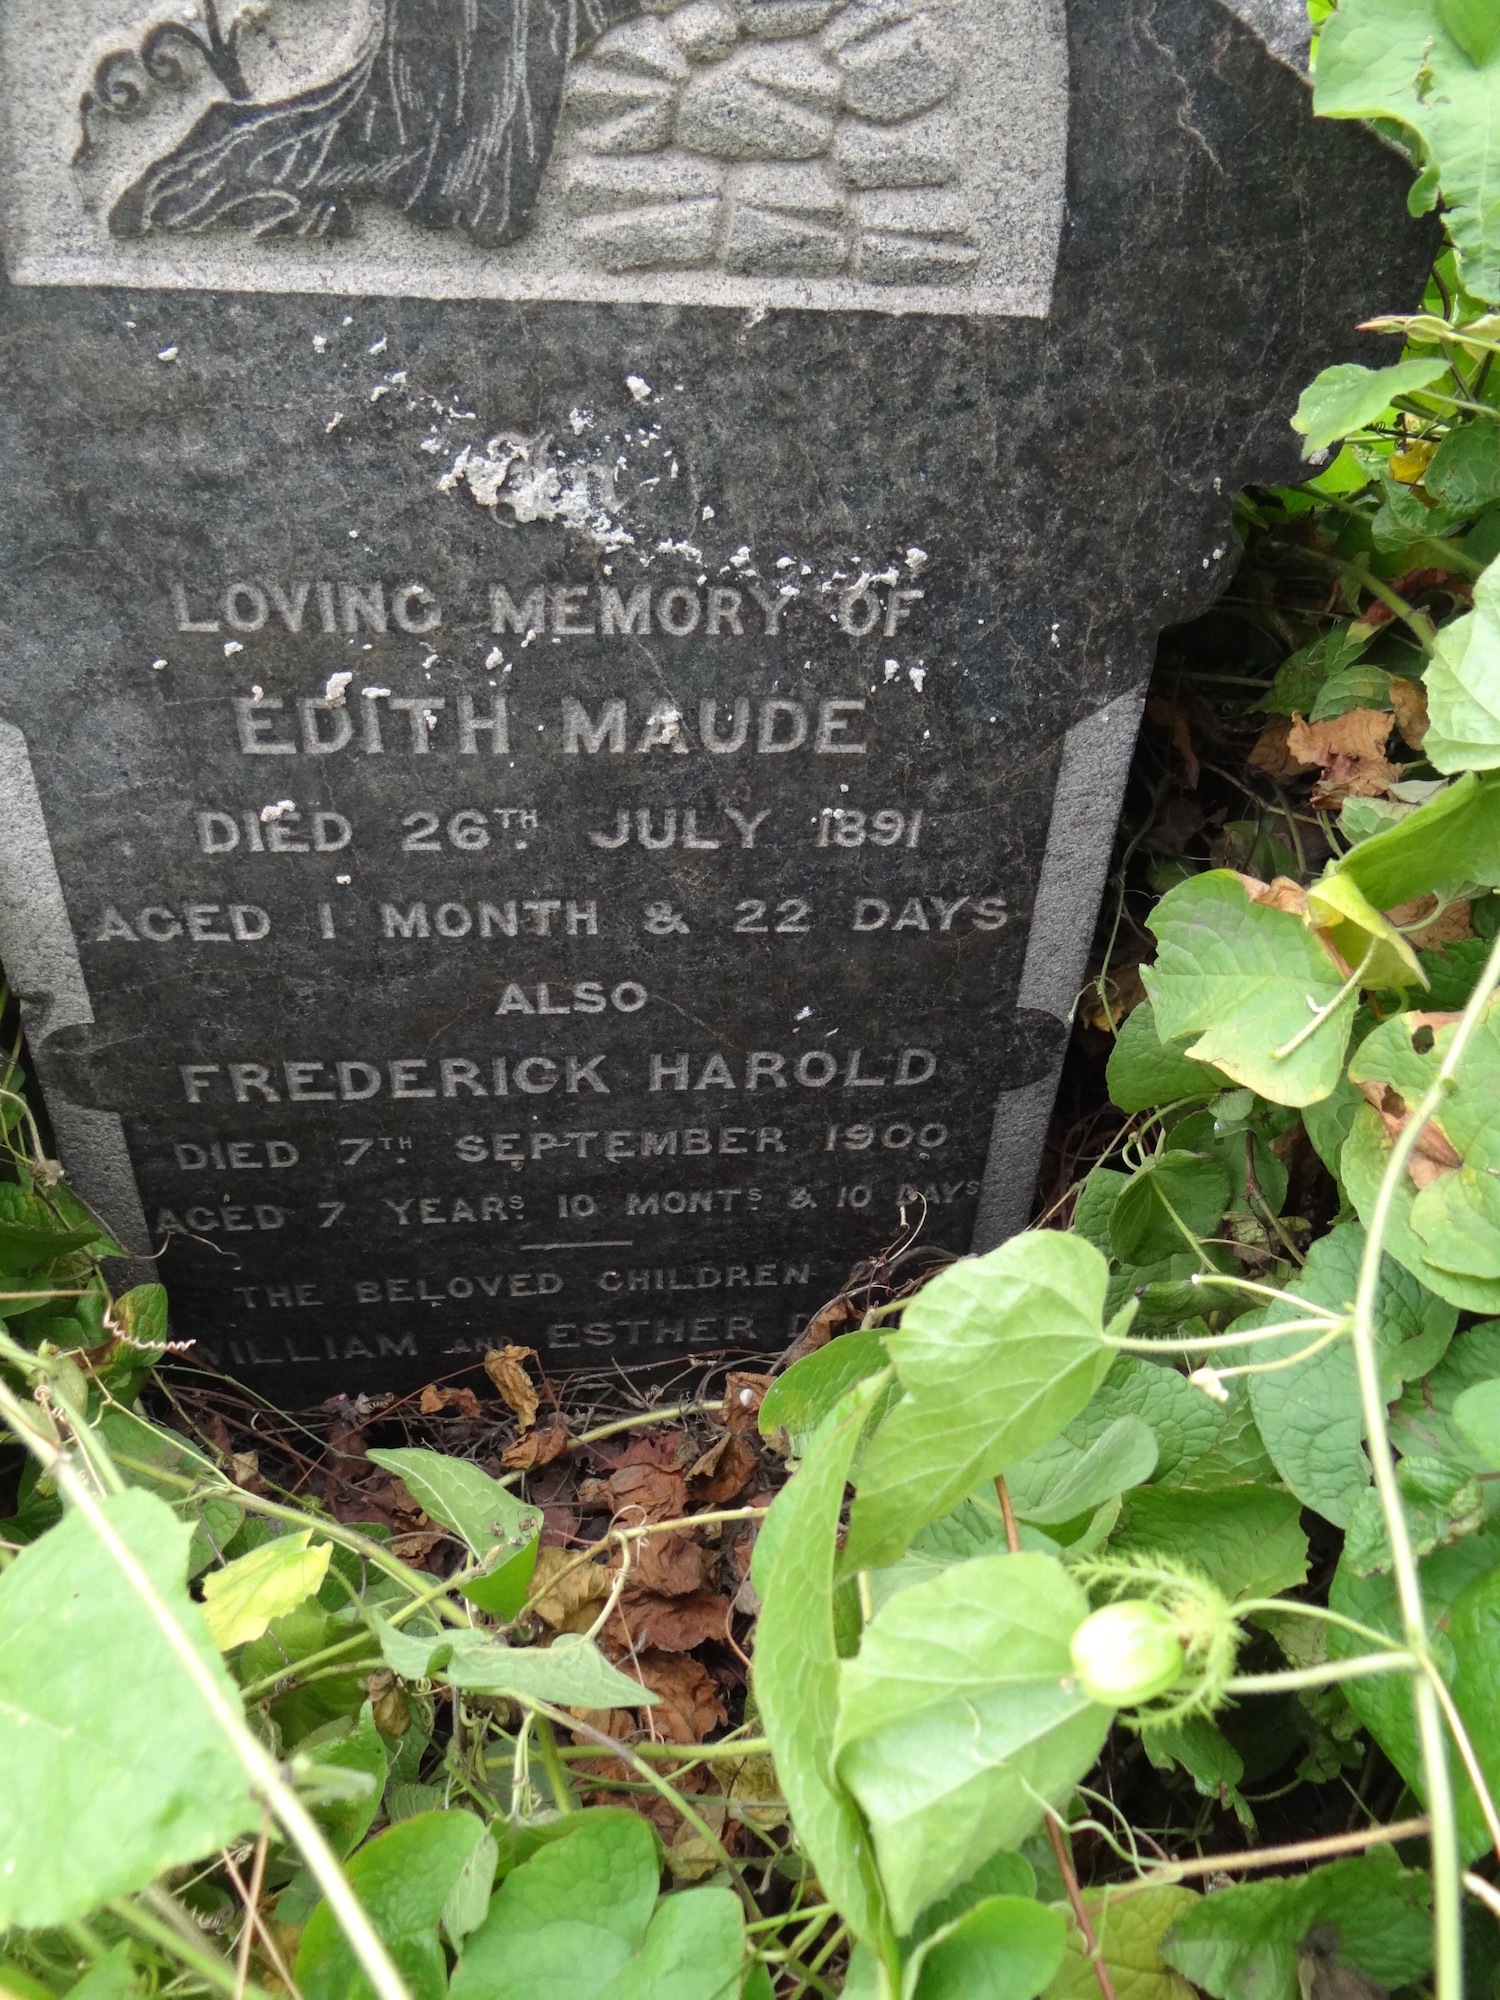 LOVING MEMORY OF
EDITH MAUDE
DIED 26TH. JULY 1891
AGED 1 MONTH & 22 DAYS
ALSO
FREDERICK HAROLD
DIED 7TH. SEPTEMBER 1900
AGED 7 YEARS. 10 MONTS. & 10 DAYS
THE BELOVED CHILDREN
WILLIAM AND ESTHER